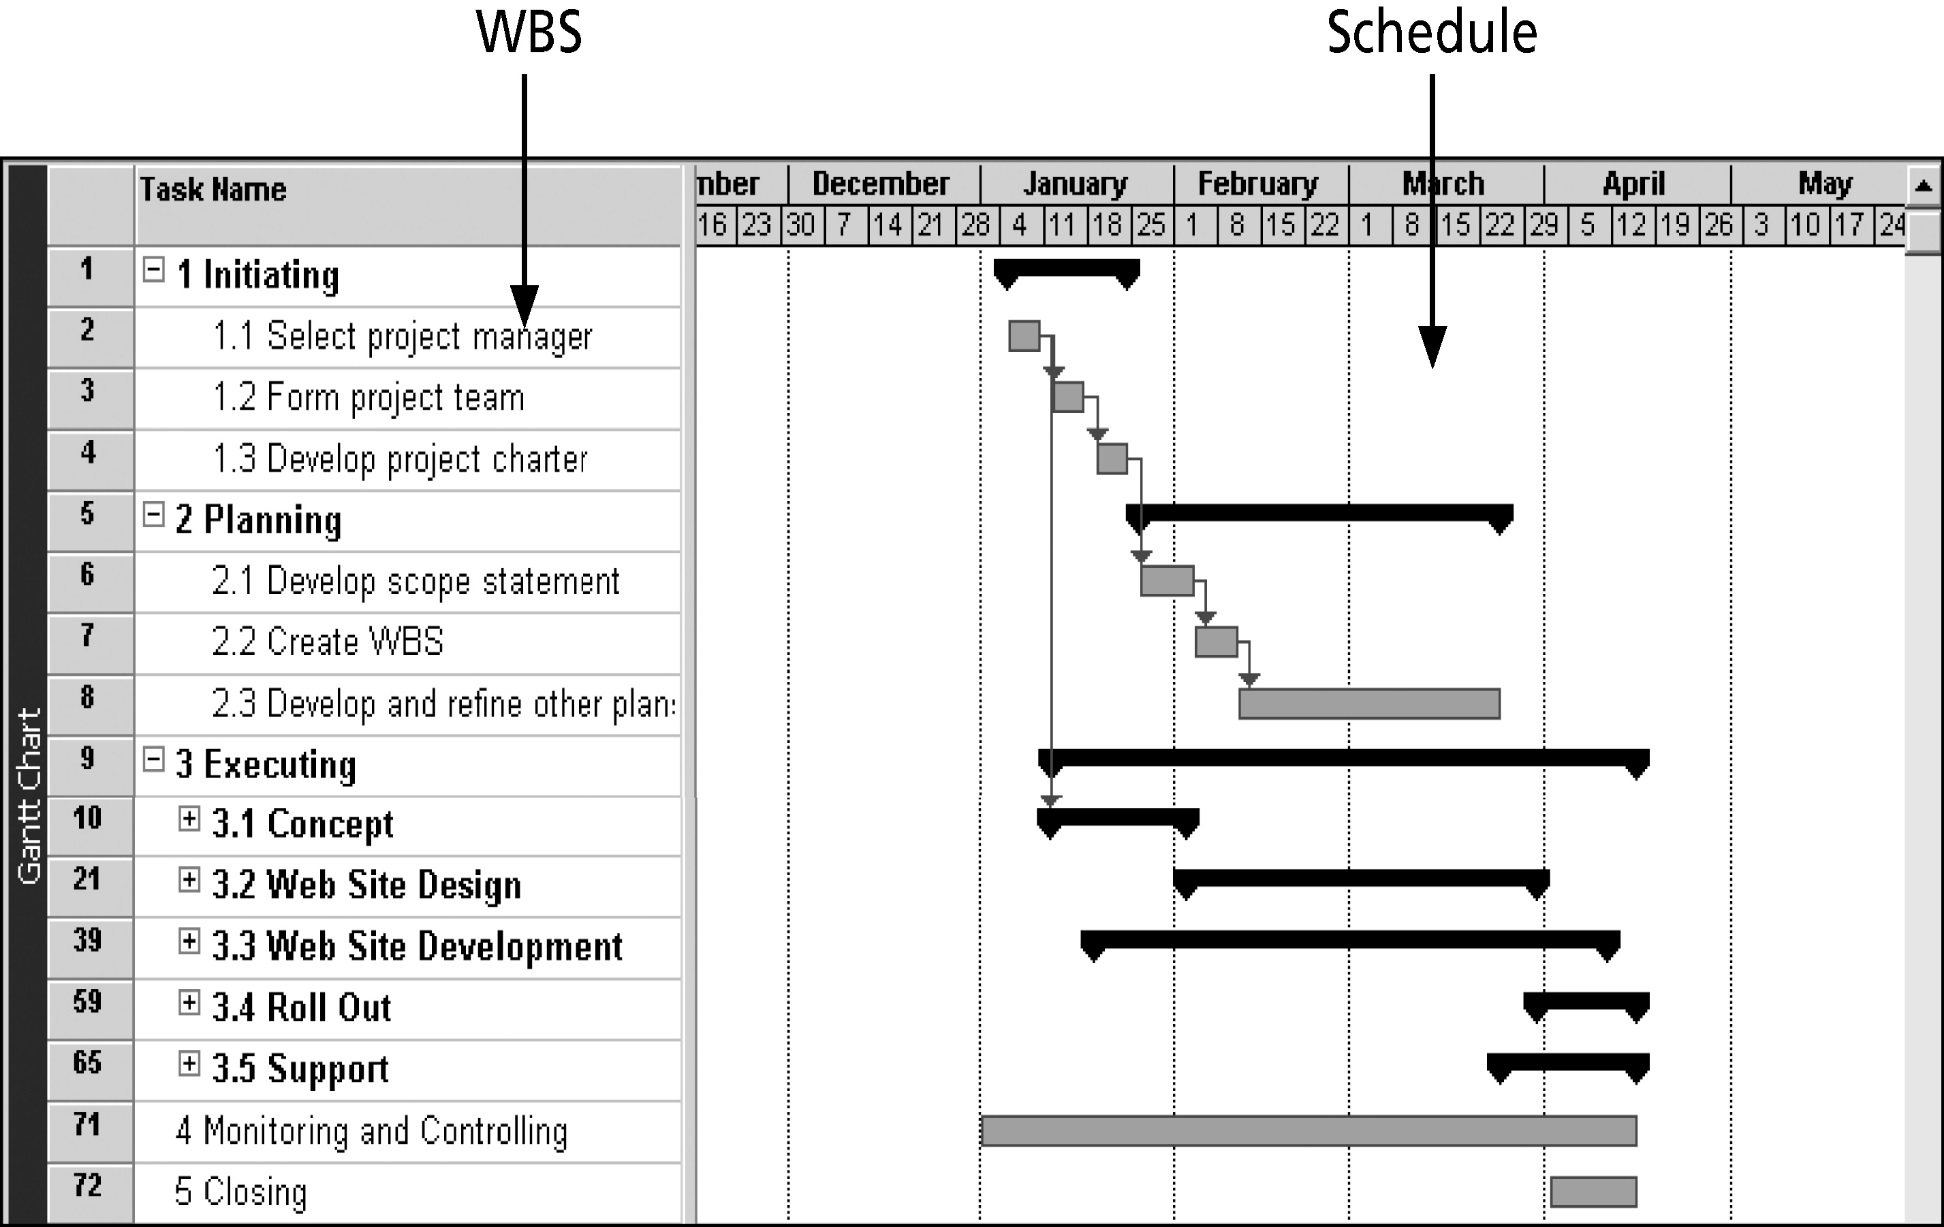 WBS Schedule
Task Name
mber December January February March April May
16 23 30 7 14 21 28 4 11 18 25 1 8 15 22 1 8 15 22 29 5 12 19 26 3 10 17 24
1 1 Initiating
2 1.1 Select project manager
3 1.2 Form project team
4 1.3 Develop project charter
5 2 Planning
6 2.1 Develop scope statement
7 2.2 Create WBS
8 2.3 Develop and refine other plans
9 3 Executing
10 3.1 Concept
21 3.2 Web Site Design
39 3.3 Web Site Development
59 3.4 Roll Out
65 3.5 Support
71 4 Monitoring and Controlling
72 5 Closing
Gantt Chart